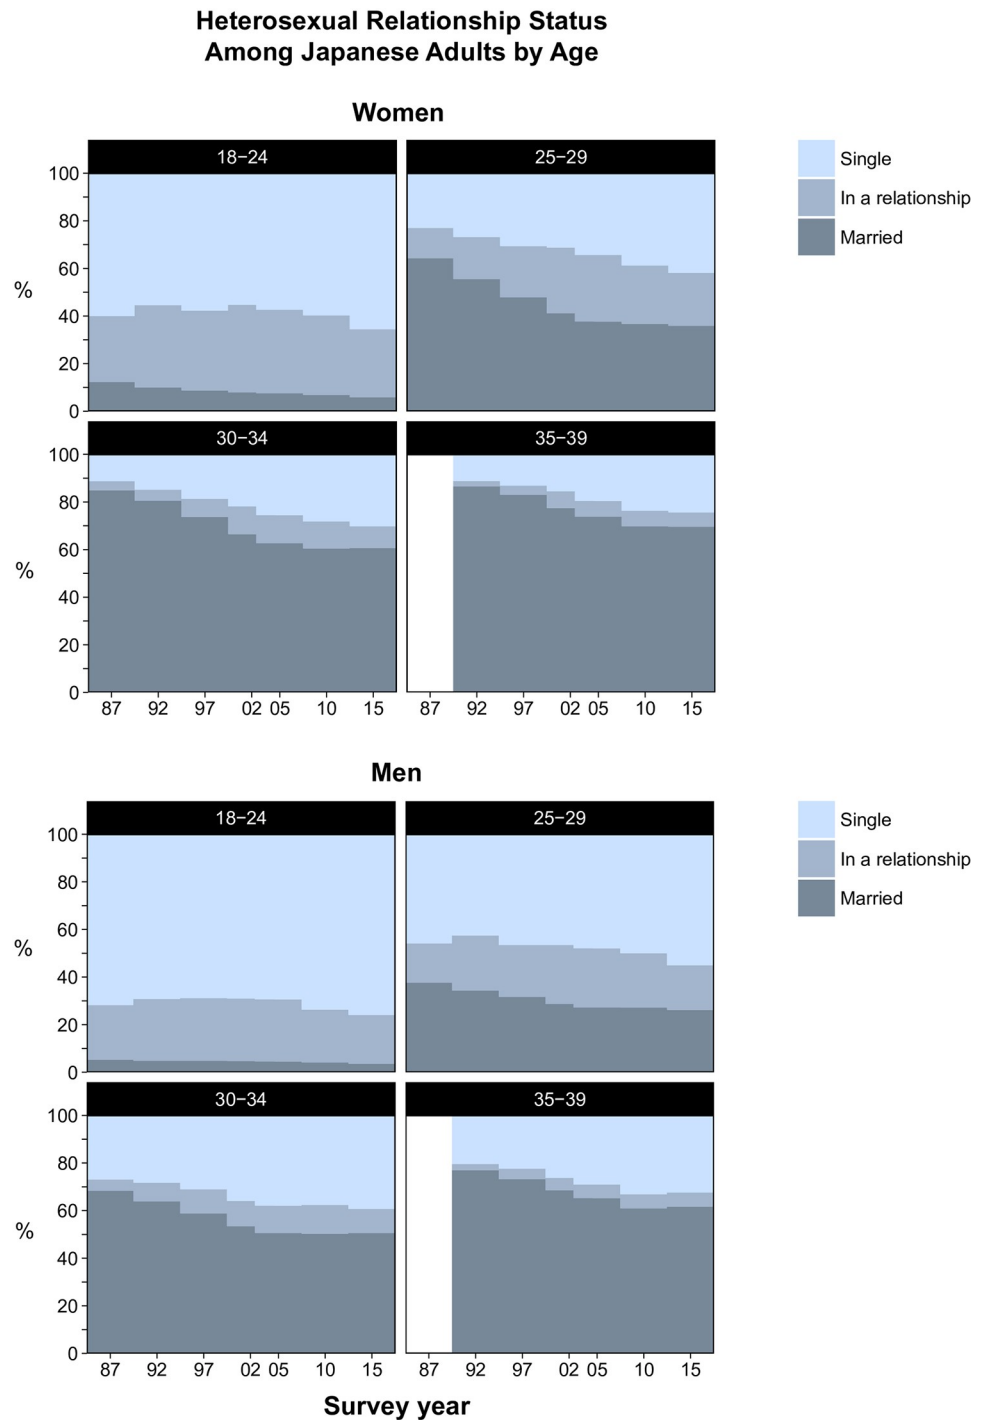 Heterosexual Relationship Status
Among Japanese Adults by Age
Women
18−24
25−29
Single
In a relationship
Married
100
80
60
40
20
0
%
30−34
35−39
100
80
60
40
20
0
%
87 92 97 02 05 10 15
87 92 97 02 05 10 15
Men
18−24
25−29
Single
In a relationship
Married
100
80
60
40
20
0
%
30−34
35−39
100
80
60
40
20
0
%
87 92 97 02 05 10 15
87 92 97 02 05 10 15
Survey year